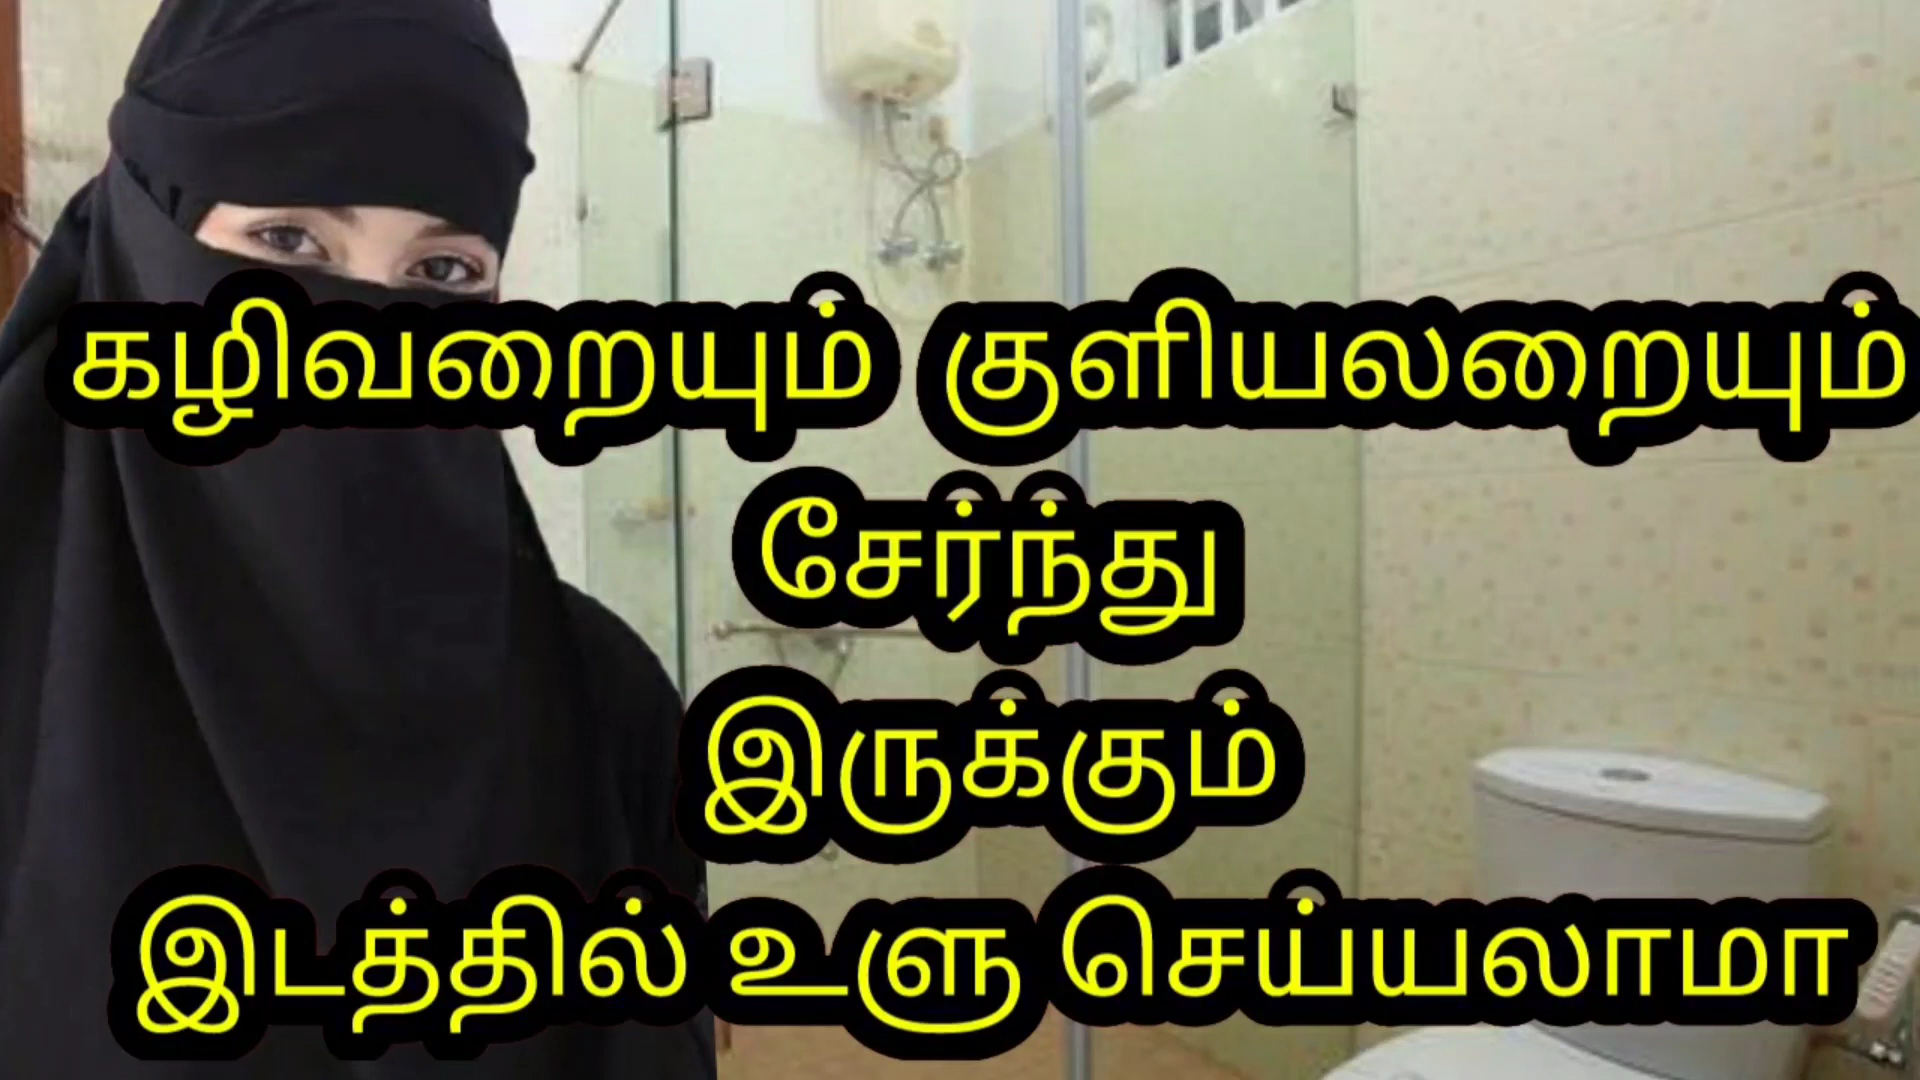 கழிவறையும் குளியலறையும்
சேர்ந்து
இருக்கும்
இடத்தில் உளு செய்யலாமா